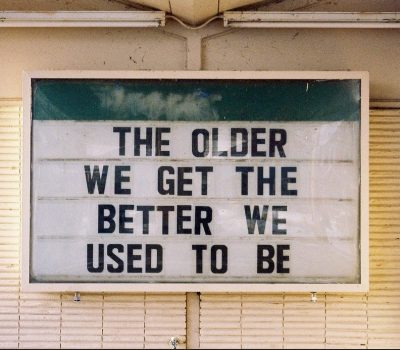 THE OLDER
WE GET THE
BETTER WE
USED TO BE